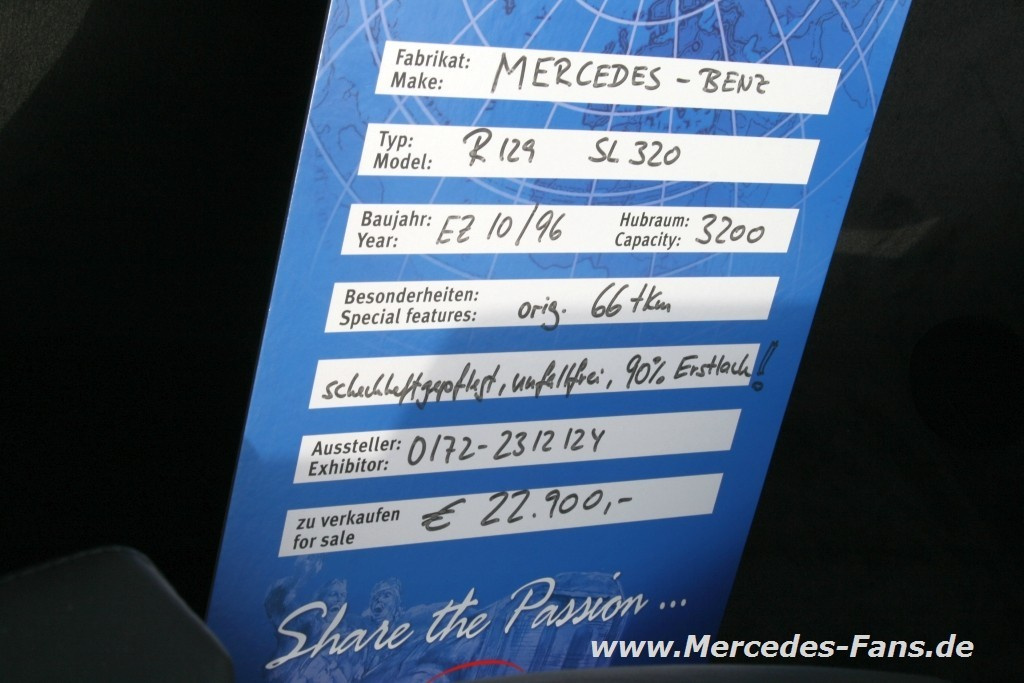 Fabrikat: MERCEDES - BENZ
Make:
Typ: R 129 SL 320
Model:
Baujahr: EZ 10/96 Hubraum: 3200
Year: Capacity:
Besonderheiten: orig. 66 tkm
Special features:
scheckheftgepflegt, unfallfrei, 90% Erstlack!
Aussteller: 0172-2312124
Exhibitor:
zu verkaufen € 22.900,-
for sale
Share the Passion ...
www.Mercedes-Fans.de